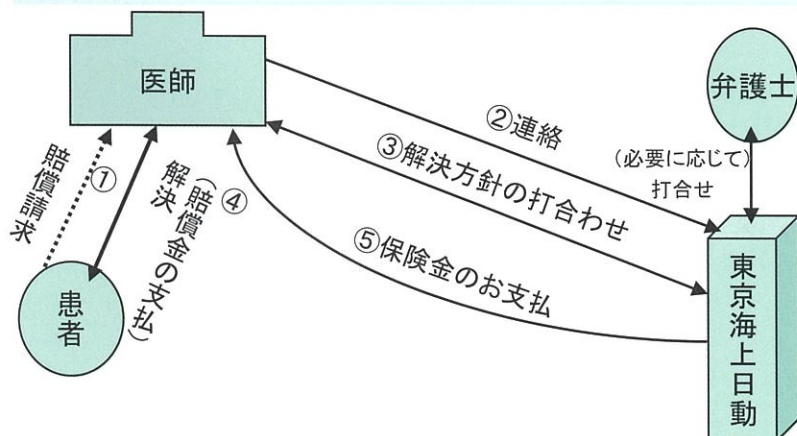 医師
弁護士
②連絡
(必要に応じて)
打合せ
③解決方針の打合わせ
①
賠償請求
④
解決
(賠償金の支払)
⑤保険金のお支払
患者
東京海上日動